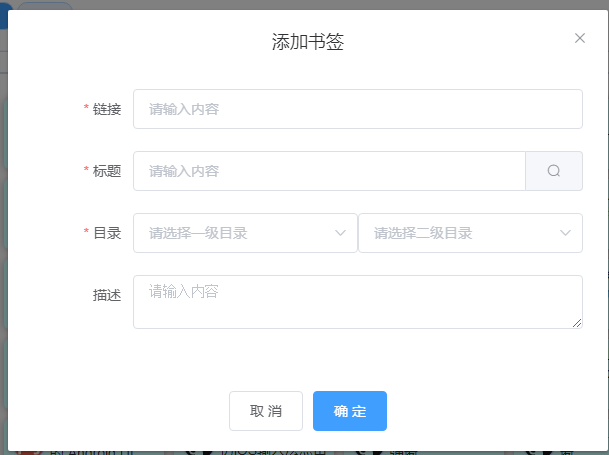 添加书签
* 链接 请输入内容
* 标题 请输入内容
* 目录 请选择一级目录 请选择二级目录
描述 请输入内容
取 消 确 定